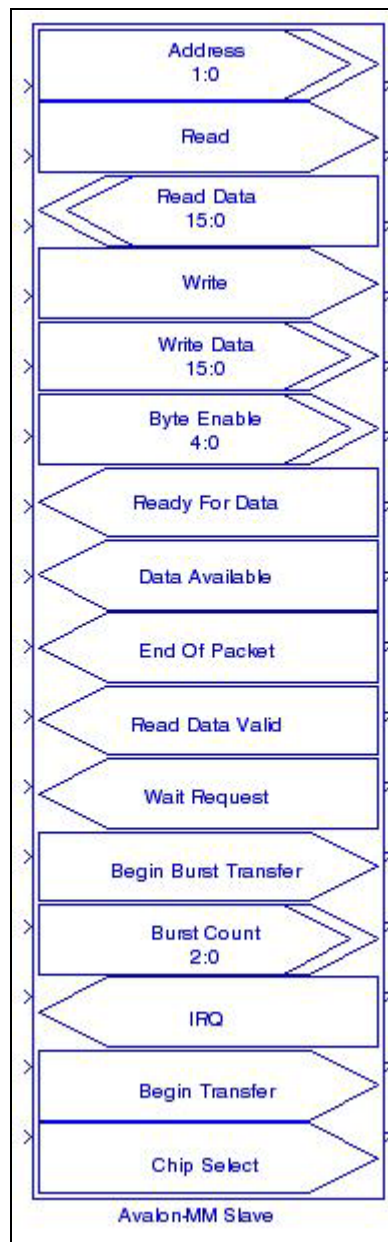 Address
1:0
Read
Read Data
15:0
Write
Write Data
15:0
Byte Enable
4:0
Ready For Data
Data Available
End Of Packet
Read Data Valid
Wait Request
Begin Burst Transfer
Burst Count
2:0
IRQ
Begin Transfer
Chip Select
Avalon-MM Slave